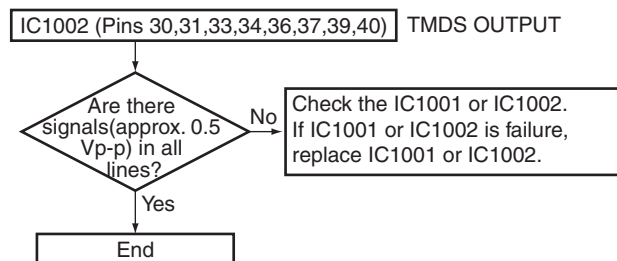 IC1002 (Pins 30,31,33,34,36,37,39,40) TMDS OUTPUT
Are there
signals(approx. 0.5
Vp-p) in all
lines?
No
Check the IC1001 or IC1002.
If IC1001 or IC1002 is failure,
replace IC1001 or IC1002.
Yes
End